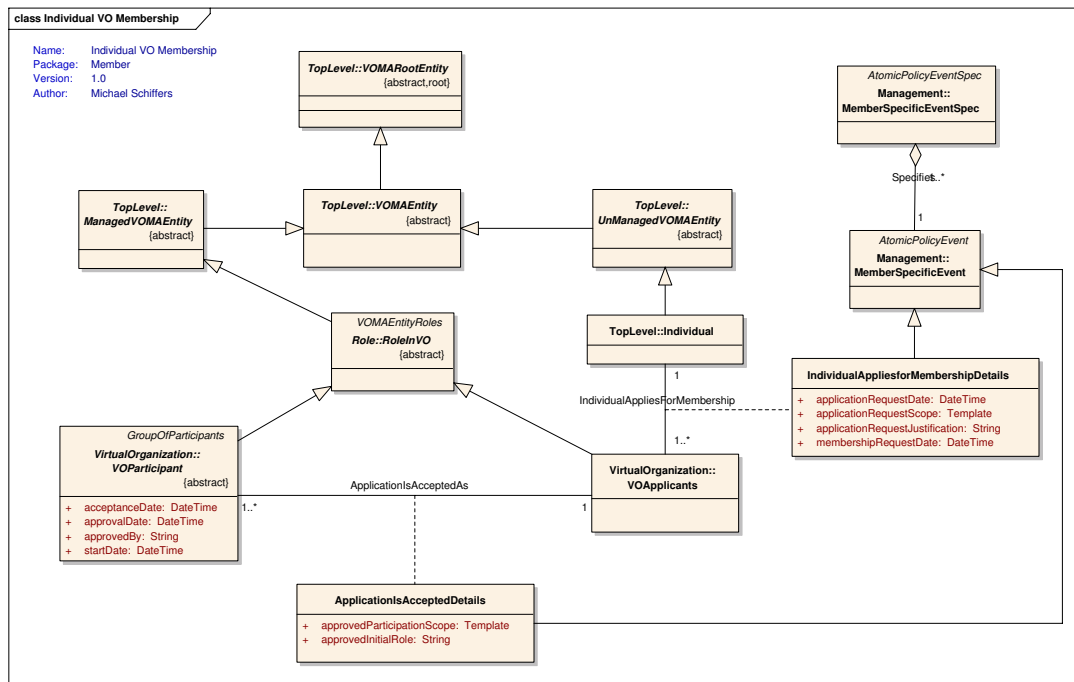 class Individual VO Membership
Name: Individual VO Membership
Package: Member
Version: 1.0
Author: Michael Schiffers
TopLevel::VOMARootEntity
{abstract,root}
AtomicPolicyEventSpec
Management::
MemberSpecificEventSpec
Specifies
1..*
1
TopLevel::
ManagedVOMAEntity
{abstract}
TopLevel::VOMAEntity
{abstract}
TopLevel::
UnManagedVOMAEntity
{abstract}
AtomicPolicyEvent
Management::
MemberSpecificEvent
VOMAEntityRoles
Role::RoleInVO
{abstract}
TopLevel::Individual
1
IndividualAppliesForMembership
1..*
IndividualAppliesforMembershipDetails
+ applicationRequestDate: DateTime
+ applicationRequestScope: Template
+ applicationRequestJustification: String
+ membershipRequestDate: DateTime
GroupOfParticipants
VirtualOrganization::
VOParticipant
{abstract}
+ acceptanceDate: DateTime
+ approvalDate: DateTime
+ approvedBy: String
+ startDate: DateTime
ApplicationIsAcceptedAs
1..*
1
VirtualOrganization::
VOApplicants
ApplicationIsAcceptedDetails
+ approvedParticipationScope: Template
+ approvedInitialRole: String